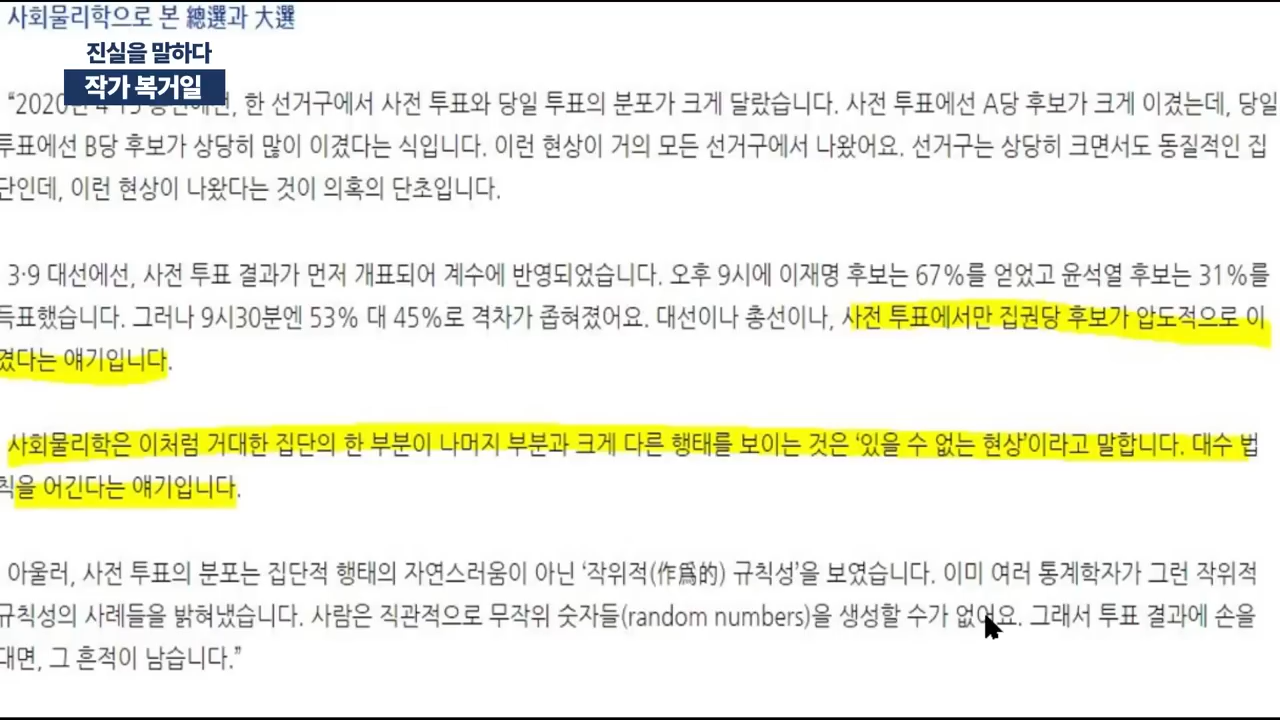 사회물리학으로 본 總選과 大選
진실을 말하다
작가 복거일
“2020년 한 선거구에서 사전 투표와 당일 투표의 분포가 크게 달랐습니다. 사전 투표에선 A당 후보가 크게 이겼는데, 당일
투표에선 B당 후보가 상당히 많이 이겼다는 식입니다. 이런 현상이 거의 모든 선거구에서 나왔어요. 선거구는 상당히 크면서도 동질적인 집
단인데, 이런 현상이 나왔다는 것이 의혹의 단초입니다.
3·9 대선에선, 사전 투표 결과가 먼저 개표되어 계수에 반영되었습니다. 오후 9시에 이재명 후보는 67%를 얻었고 윤석열 후보는 31%를
득표했습니다. 그러나 9시30분엔 53% 대 45%로 격차가 좁혀졌어요. 대선이나 총선이나, 사전 투표에서만 집권당 후보가 압도적으로 이
겼다는 얘기입니다.
사회물리학은 이처럼 거대한 집단의 한 부분이 나머지 부분과 크게 다른 행태를 보이는 것은 ‘있을 수 없는 현상’이라고 말합니다. 대수 법
칙을 어긴다는 얘기입니다.
아울러, 사전 투표의 분포는 집단적 행태의 자연스러움이 아닌 ‘작위적(作爲的) 규칙성’을 보였습니다. 이미 여러 통계학자가 그런 작위적
규칙성의 사례들을 밝혀냈습니다. 사람은 직관적으로 무작위 숫자들(random numbers)을 생성할 수가 없어요. 그래서 투표 결과에 손을
대면, 그 흔적이 남습니다.”